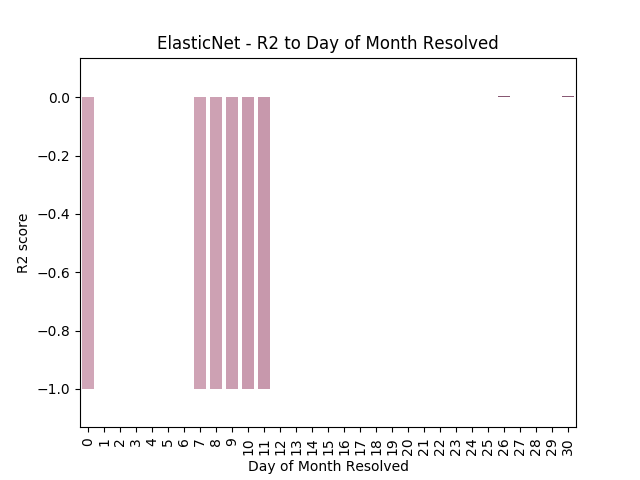 ElasticNet - R2 to Day of Month Resolved
R2 score
0.0
−0.2
−0.4
−0.6
−0.8
−1.0
0 1 2 3 4 5 6 7 8 9 10 11 12 13 14 15 16 17 18 19 20 21 22 23 24 25 26 27 28 29 30
Day of Month Resolved